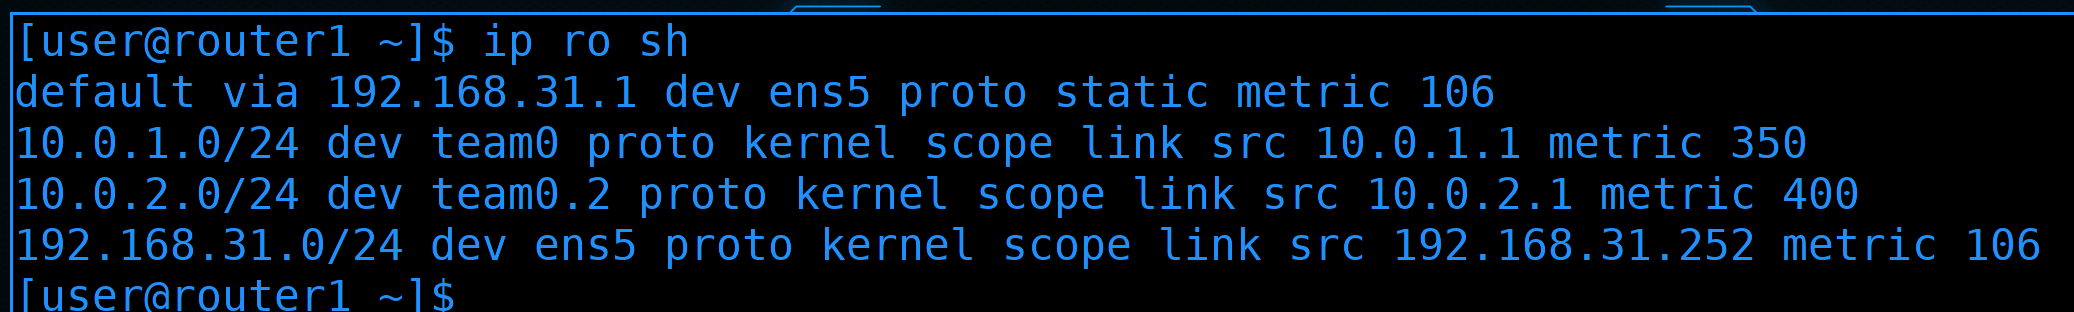 [user@router1 ~]$ ip ro sh
default via 192.168.31.1 dev ens5 proto static metric 106
10.0.1.0/24 dev team0 proto kernel scope link src 10.0.1.1 metric 350
10.0.2.0/24 dev team0.2 proto kernel scope link src 10.0.2.1 metric 400
192.168.31.0/24 dev ens5 proto kernel scope link src 192.168.31.252 metric 106
[user@router1 ~]$